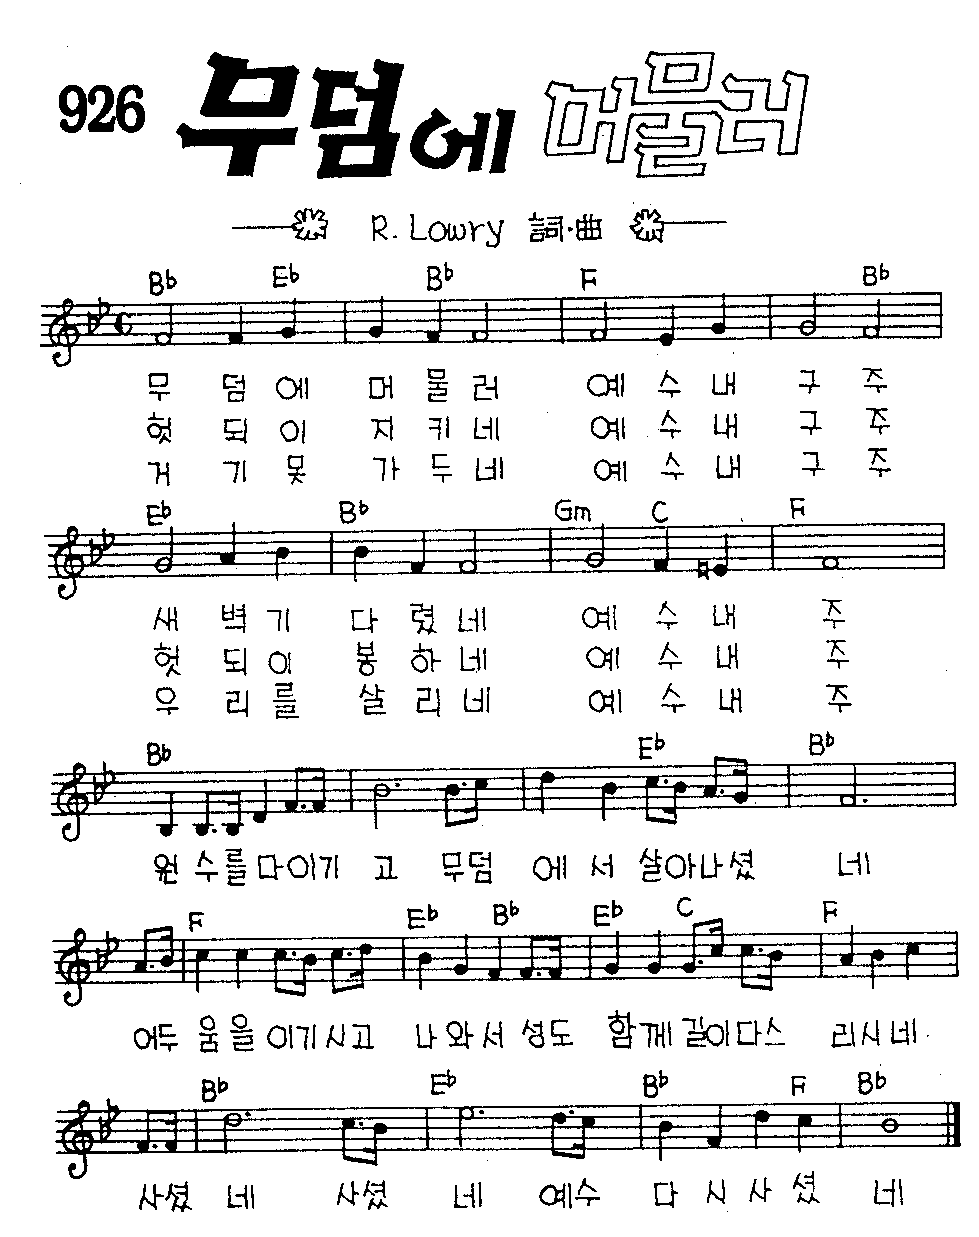 926 무덤에 머물러
R. Lowry 詞·曲
B♭ E♭ B♭ F B♭
무 덤 에 머 물 러 예 수 내 구 주
헛 되 이 지 키 네 예 수 내 구 주
거 기 못 가 두 네 예 수 내 구 주
E♭ B♭ Gm C F
새 벽 기 다 렸 네 예 수 내 주
헛 되 이 봉 하 네 예 수 내 주
우 리 를 살 리 네 예 수 내 주
B♭ E♭ B♭
원 수를 다 이기 고 무덤 에 서 살아나셨 네
F E♭ B♭ E♭ C F
어두 움 을 이기시고 나 와 서 성도 함께 길이다스 리시네
B♭ E♭ B♭ F B♭
사셨 네 사셨 네 예수 다 시 사 셨 네